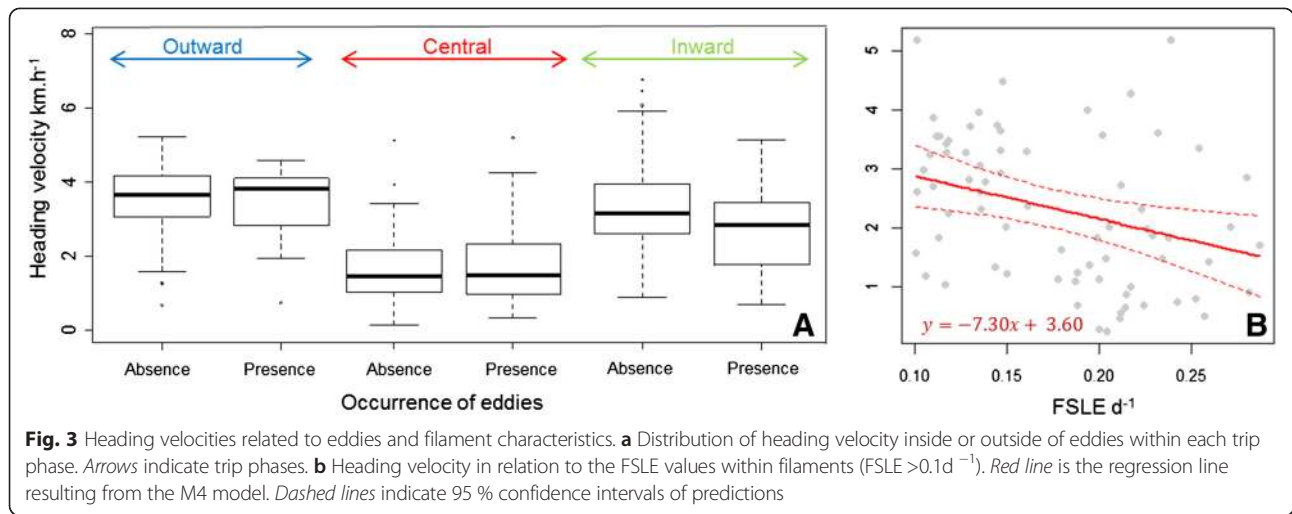 Outward Central Inward
Heading velocity km.h⁻¹
8
6
4
2
0
A
Absence Presence Absence Presence Absence Presence
Occurrence of eddies
5
4
3
2
1
y = −7.30x + 3.60
B
0.10 0.15 0.20 0.25
FSLE d⁻¹
Fig. 3 Heading velocities related to eddies and filament characteristics. a Distribution of heading velocity inside or outside of eddies within each trip
phase. Arrows indicate trip phases. b Heading velocity in relation to the FSLE values within filaments (FSLE >0.1d ⁻¹). Red line is the regression line
resulting from the M4 model. Dashed lines indicate 95 % confidence intervals of predictions